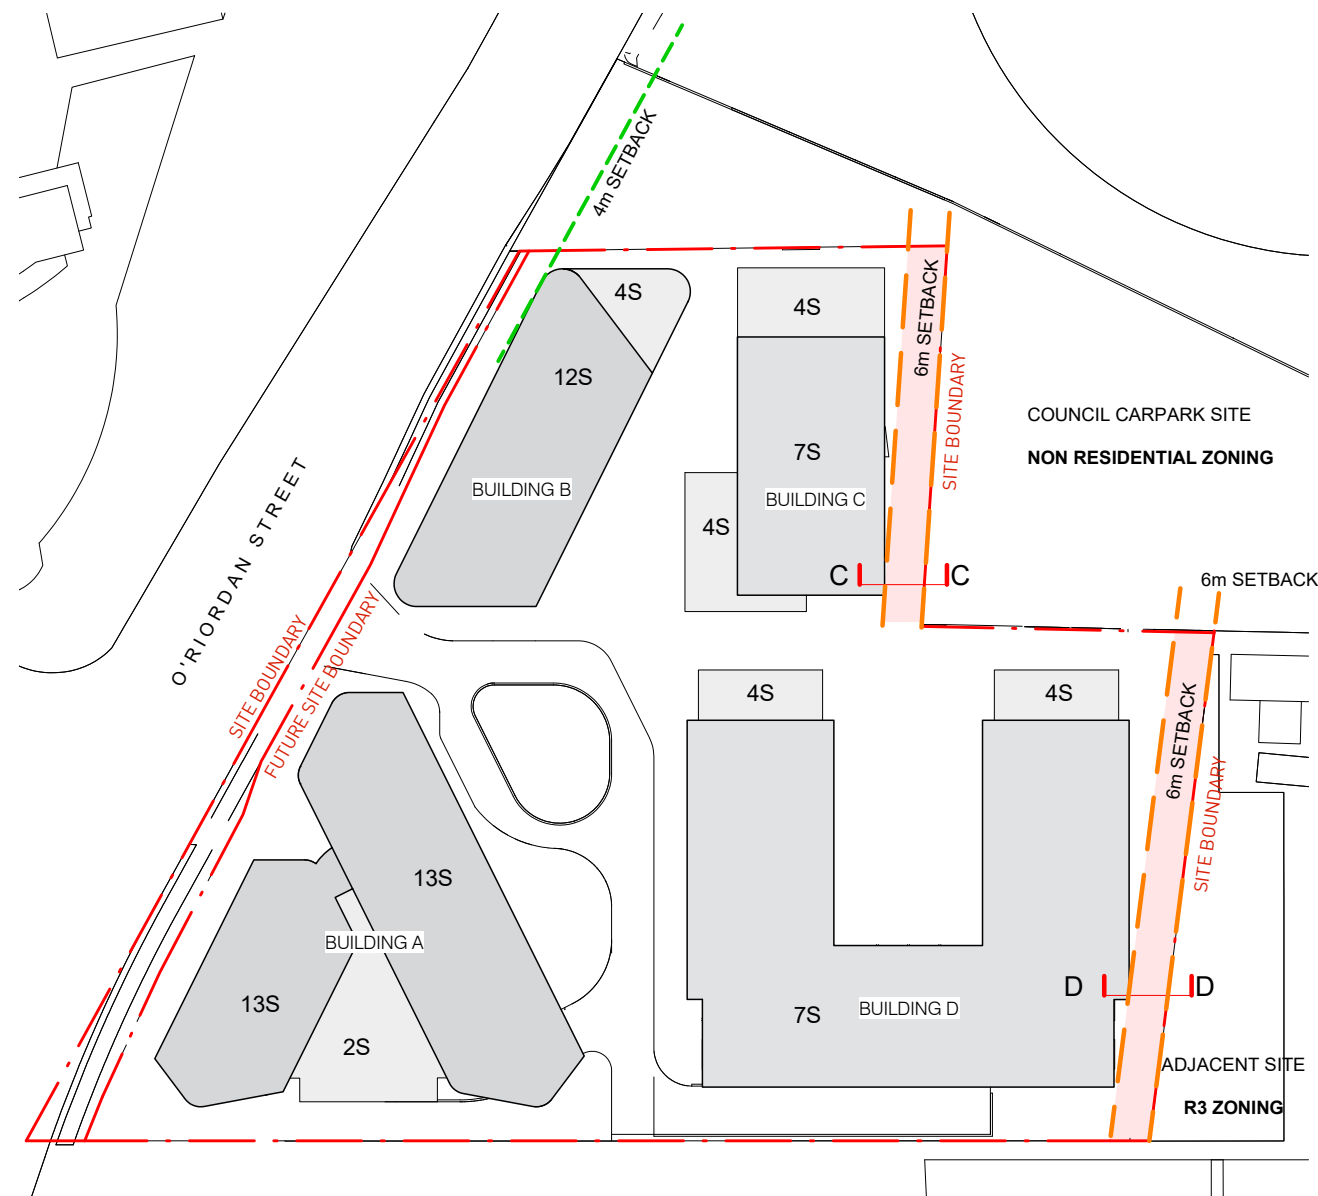 4m SETBACK
4S
4S
6m SETBACK
12S
SITE BOUNDARY
COUNCIL CARPARK SITE
NON RESIDENTIAL ZONING
7S
BUILDING B
BUILDING C
4S
O'RIORDAN STREET
C
C
6m SETBACK
SITE BOUNDARY
FUTURE SITE BOUNDARY
4S
4S
6m SETBACK
SITE BOUNDARY
13S
BUILDING A
13S
2S
7S
BUILDING D
D
D
ADJACENT SITE
R3 ZONING